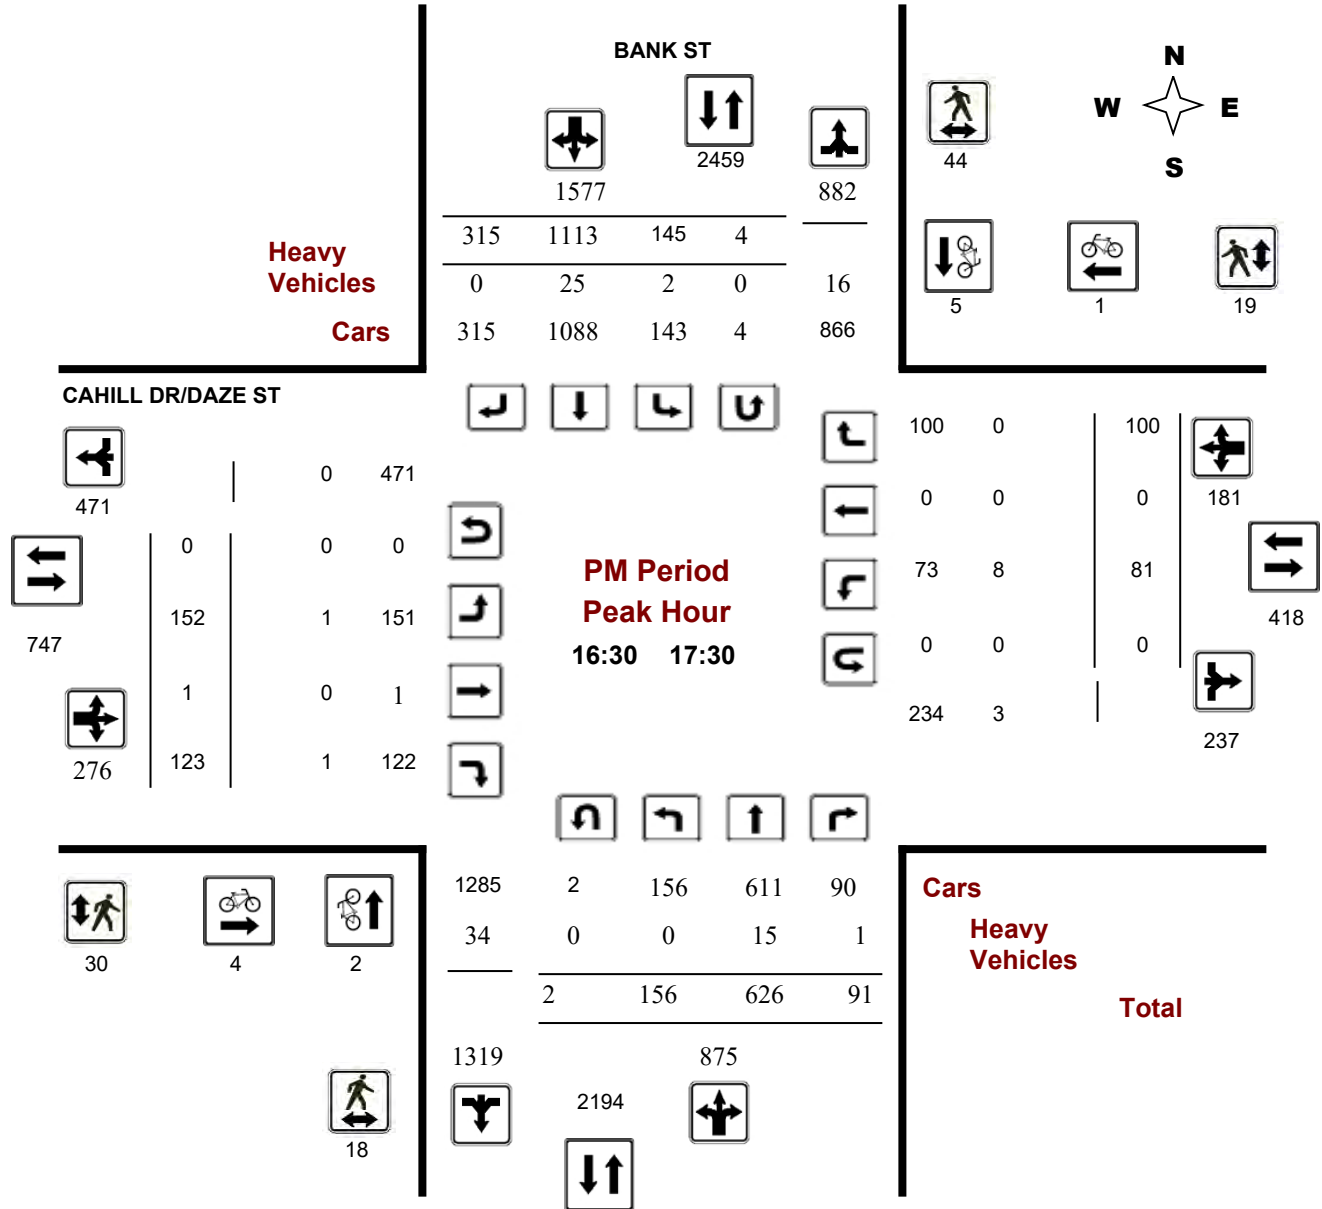 BANK ST
N
W E
S
2459
44
1577 882
315 1113 145 4
Heavy
Vehicles
0 25 2 0 16
5 1 19
Cars
315 1088 143 4 866
CAHILL DR/DAZE ST
100 0 100
0 471
471
0 0 0 181
0 0 0
PM Period
73 8 81
Peak Hour
152 1 151
418
747
16:30 17:30
0 0 0
1 0 1
234 3
237
276
123 1 122
1285 2 156 611 90
Cars
34 0 0 15 1
Heavy
Vehicles
30 4 2
2 156 626 91
Total
1319 875
2194
18